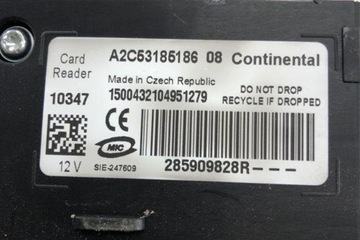 Card Reader
A2C53185186 08 Continental
Made in Czech Republic
10347
1500432104951279
DO NOT DROP
RECYCLE IF DROPPED
CE
MIC
12 V
SIE-247609
285909828R---